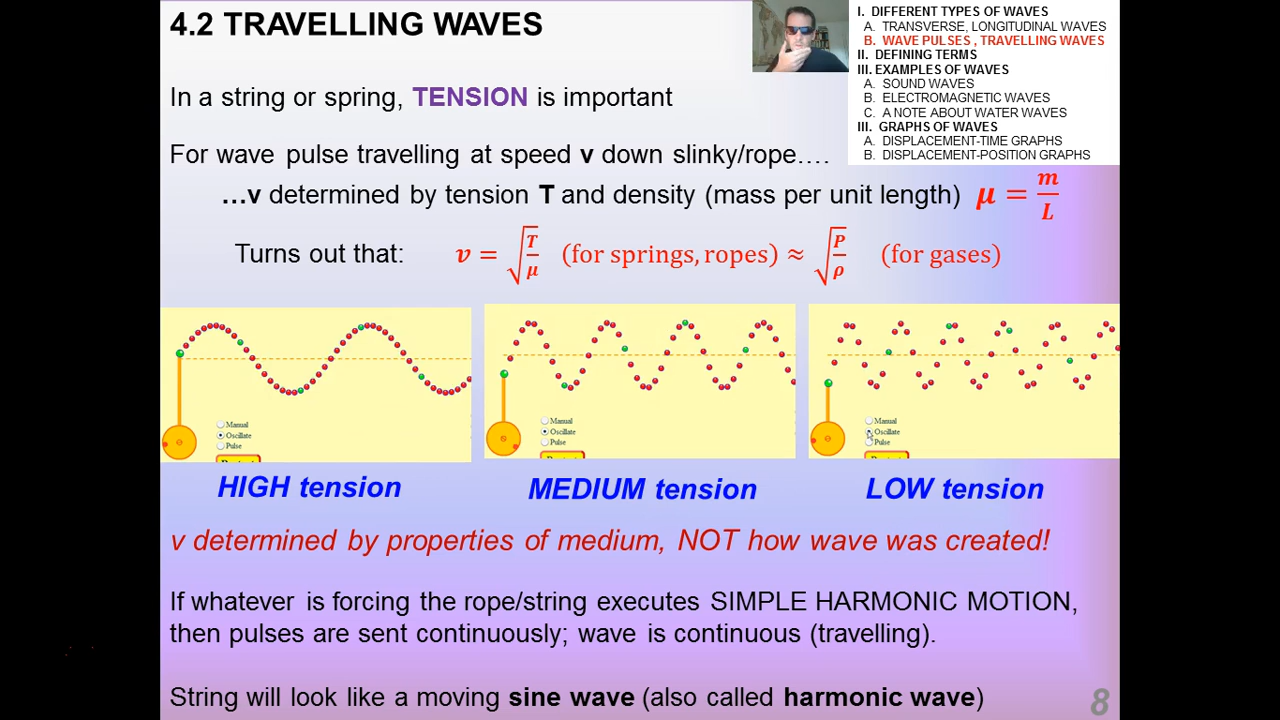 4.2 TRAVELLING WAVES
I. DIFFERENT TYPES OF WAVES
A. TRANSVERSE, LONGITUDINAL WAVES
B. WAVE PULSES , TRAVELLING WAVES
II. DEFINING TERMS
III. EXAMPLES OF WAVES
A. SOUND WAVES
B. ELECTROMAGNETIC WAVES
C. A NOTE ABOUT WATER WAVES
III. GRAPHS OF WAVES
A. DISPLACEMENT-TIME GRAPHS
B. DISPLACEMENT-POSITION GRAPHS
In a string or spring, TENSION is important
For wave pulse travelling at speed v down slinky/rope….
…v determined by tension T and density (mass per unit length) μ = m/L
Turns out that: v = √(T/μ) (for springs, ropes) ≈ √(P/ρ) (for gases)
Manual
Oscillate
Pulse
Manual
Oscillate
Pulse
Manual
Oscillate
Pulse
HIGH tension
MEDIUM tension
LOW tension
v determined by properties of medium, NOT how wave was created!
If whatever is forcing the rope/string executes SIMPLE HARMONIC MOTION,
then pulses are sent continuously; wave is continuous (travelling).
String will look like a moving sine wave (also called harmonic wave)
8